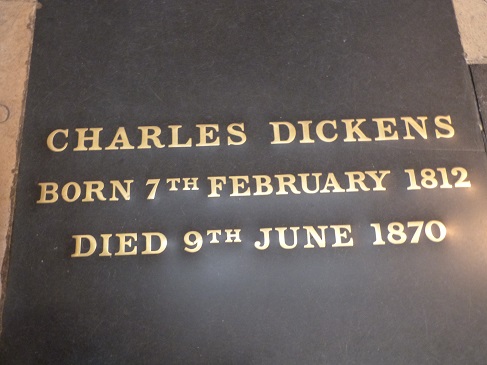 CHARLES DICKENS
BORN 7TH FEBRUARY 1812
DIED 9TH JUNE 1870